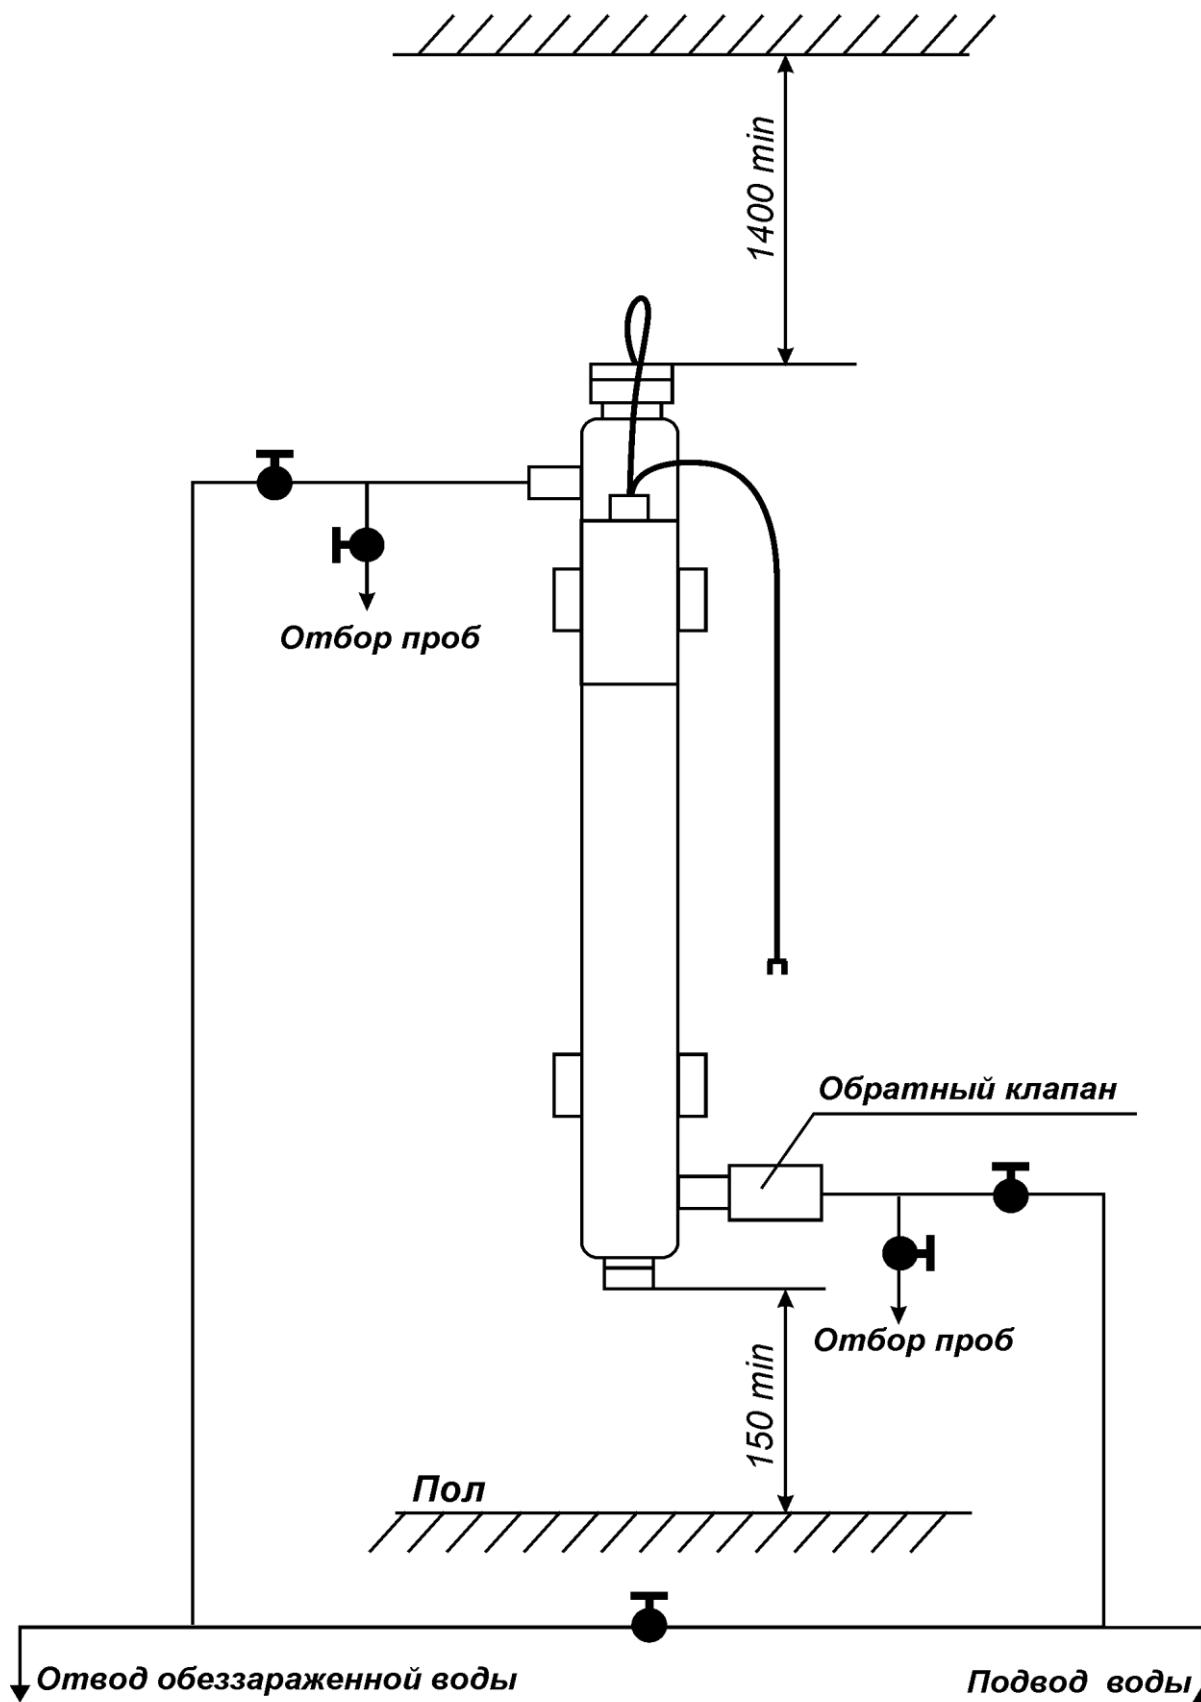 1400 min
Отбор проб
Обратный клапан
Отбор проб
150 min
Пол
Отвод обеззараженной воды
Подвод воды